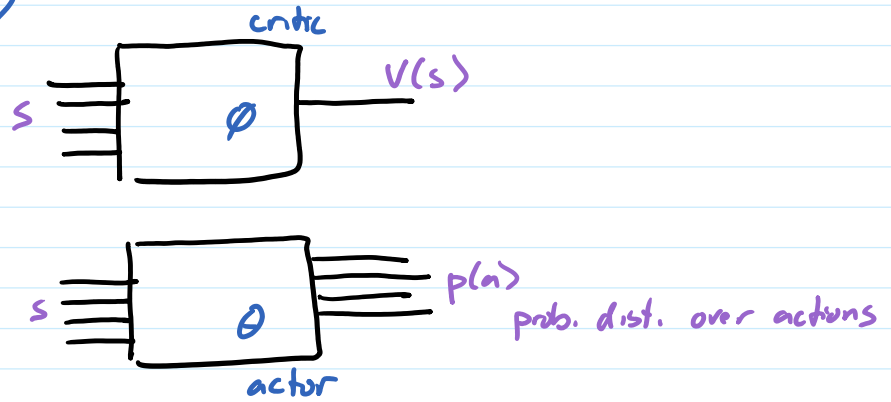 critic
V(s)
s
φ
s
p(a)
prob. dist. over actions
θ
actor